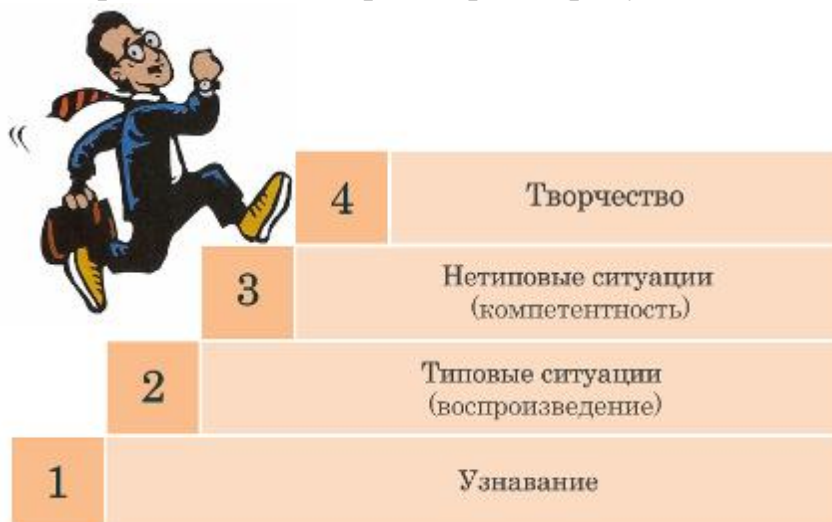 4
Творчество
3
Нетиповые ситуации
(компетентность)
2
Типовые ситуации
(воспроизведение)
1
Узнавание